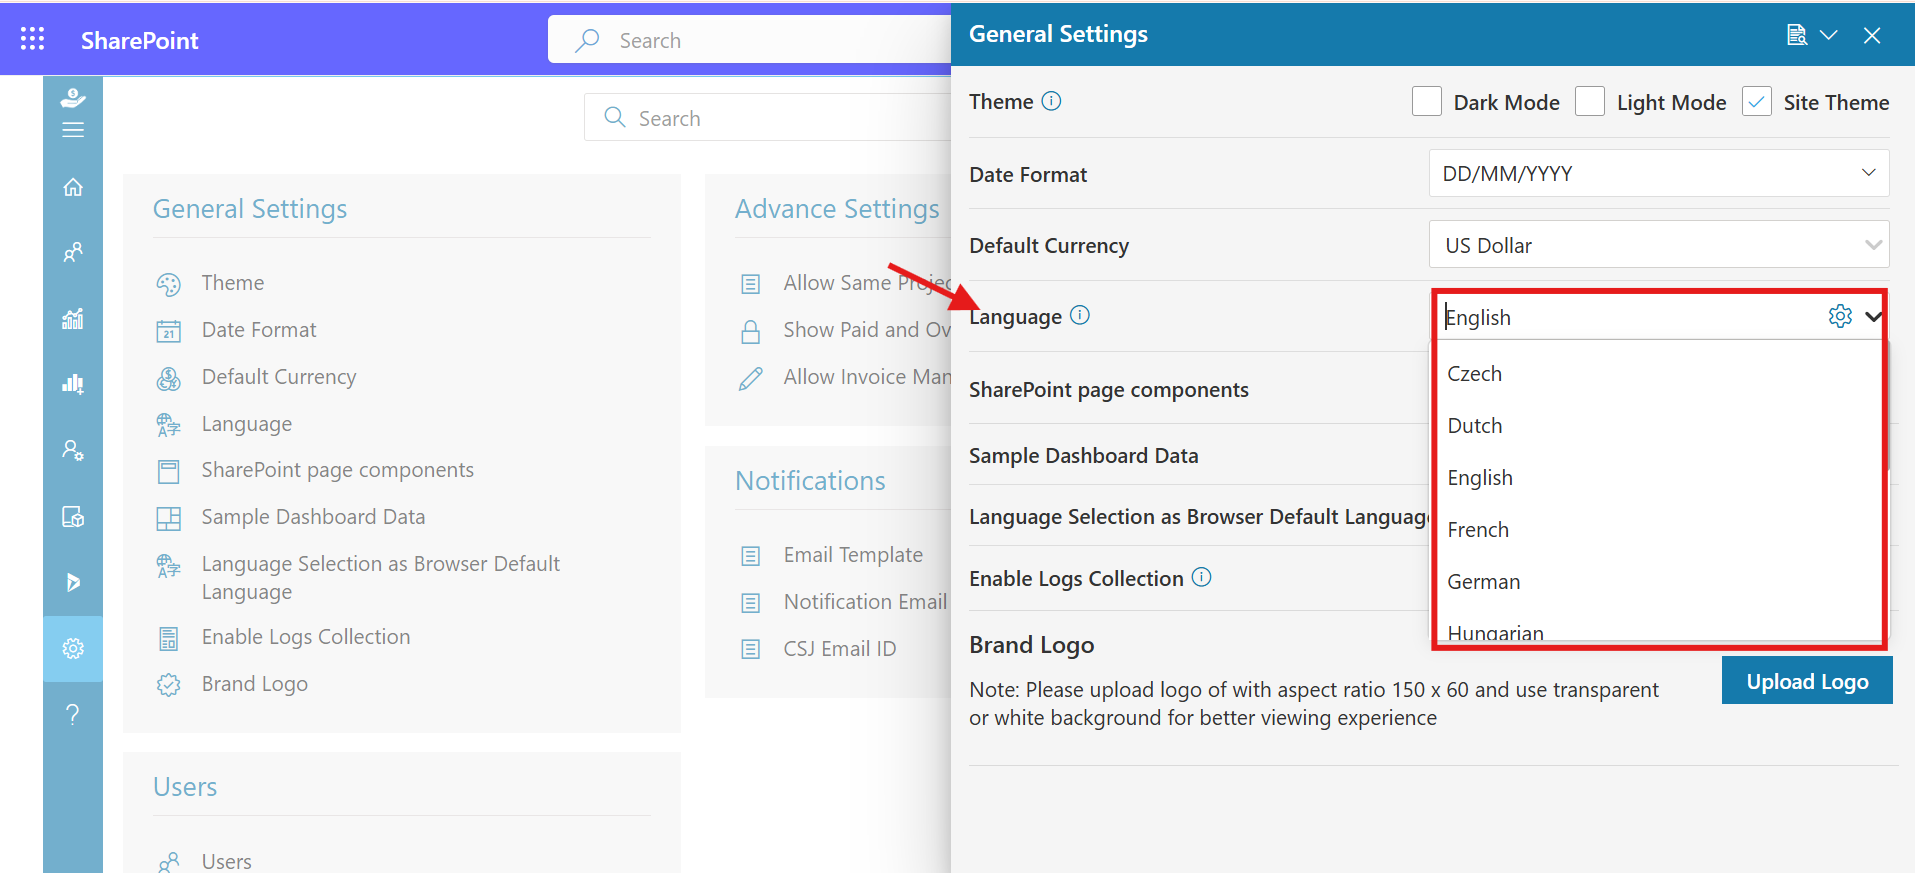 SharePoint
Search
Search
General Settings
Theme
21
Date Format
Default Currency
Language
SharePoint page components
Sample Dashboard Data
Language Selection as Browser Default
Language
Enable Logs Collection
Brand Logo
Users
Users
Advance Settings
Allow Same Projec
Show Paid and Ov
Allow Invoice Man
Notifications
Email Template
Notification Email
CSJ Email ID
General Settings
Theme
Dark Mode
Light Mode
Site Theme
Date Format
DD/MM/YYYY
Default Currency
US Dollar
Language
English
Czech
Dutch
English
French
German
Hungarian
SharePoint page components
Sample Dashboard Data
Language Selection as Browser Default Language
Enable Logs Collection
Brand Logo
Note: Please upload logo of with aspect ratio 150 x 60 and use transparent
or white background for better viewing experience
Upload Logo